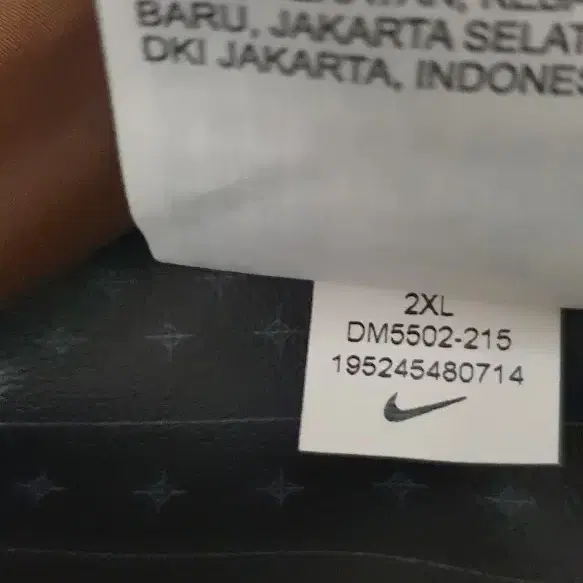 BARU, JAKARTA SELAT
DKI JAKARTA, INDONES
2XL
DM5502-215
195245480714